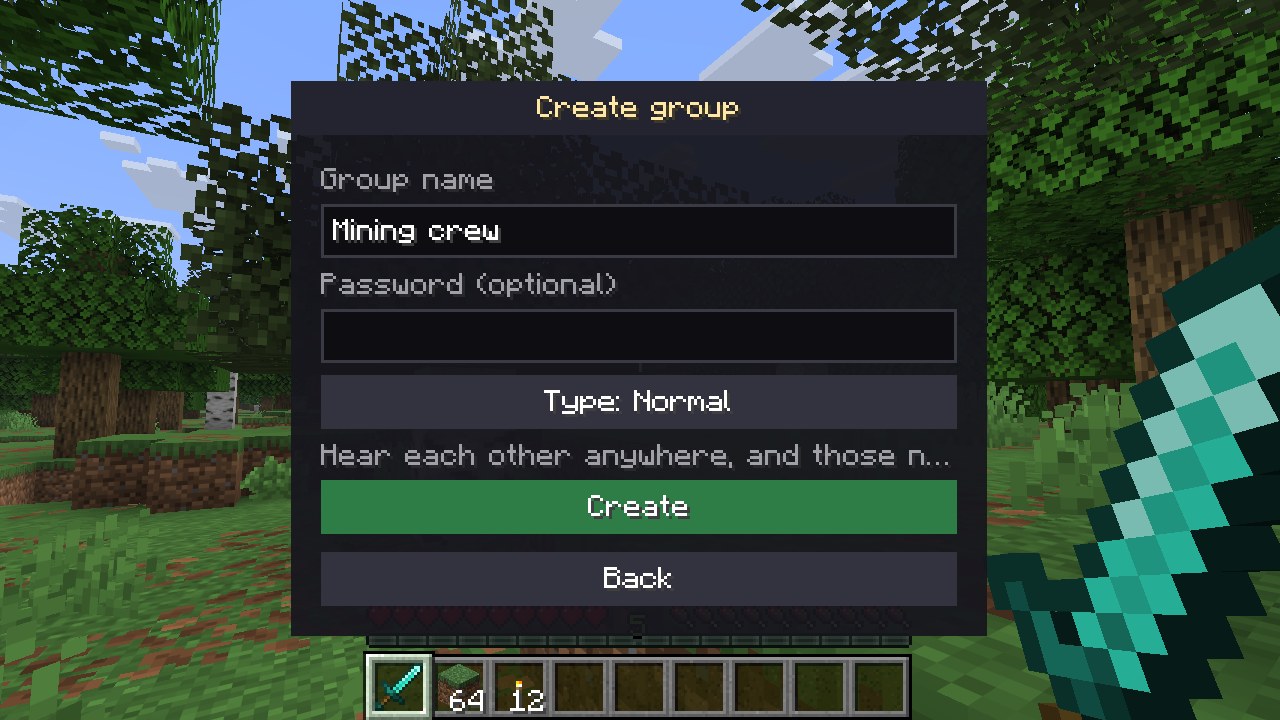 Create group
Group name
Mining crew
Password (optional)
Type: Normal
Hear each other anywhere, and those n...
Create
Back
5
64
12